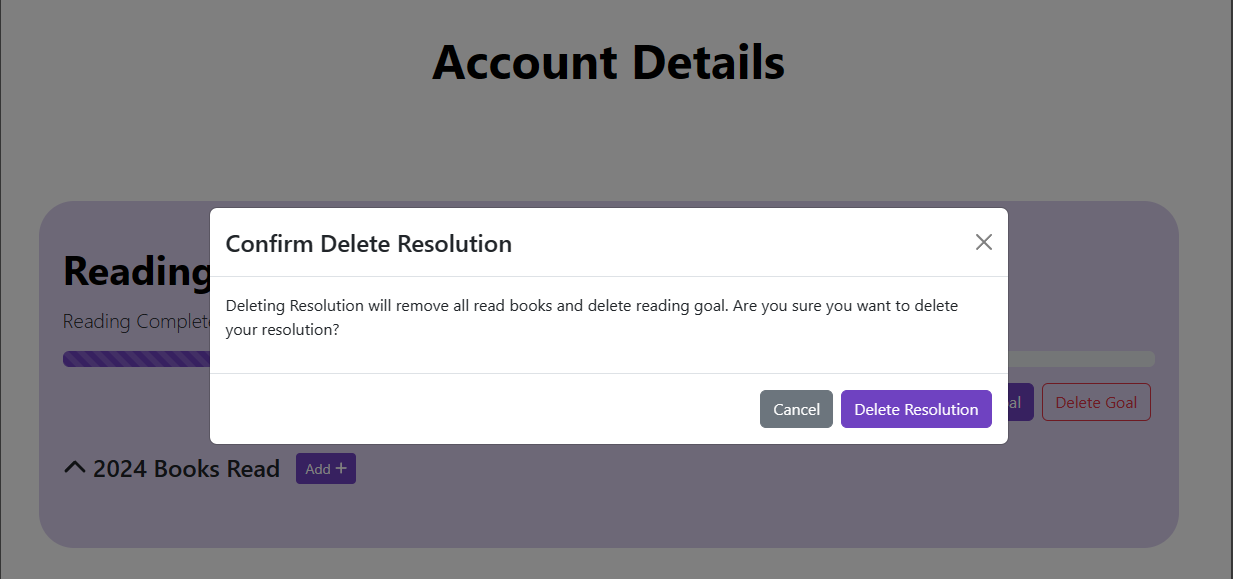 Account Details
Confirm Delete Resolution
Deleting Resolution will remove all read books and delete reading goal. Are you sure you want to delete
your resolution?
Cancel
Delete Resolution
Reading
Reading Complet
al
Delete Goal
2024 Books Read
Add +